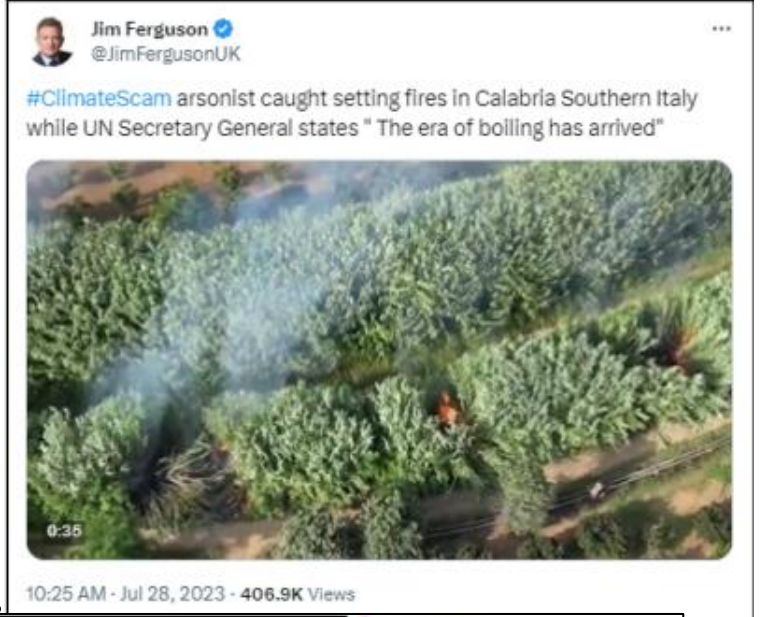 Jim Ferguson
@JimFergusonUK
#ClimateScam arsonist caught setting fires in Calabria Southern Italy
while UN Secretary General states " The era of boiling has arrived"
0:35
10:25 AM · Jul 28, 2023 · 406.9K Views